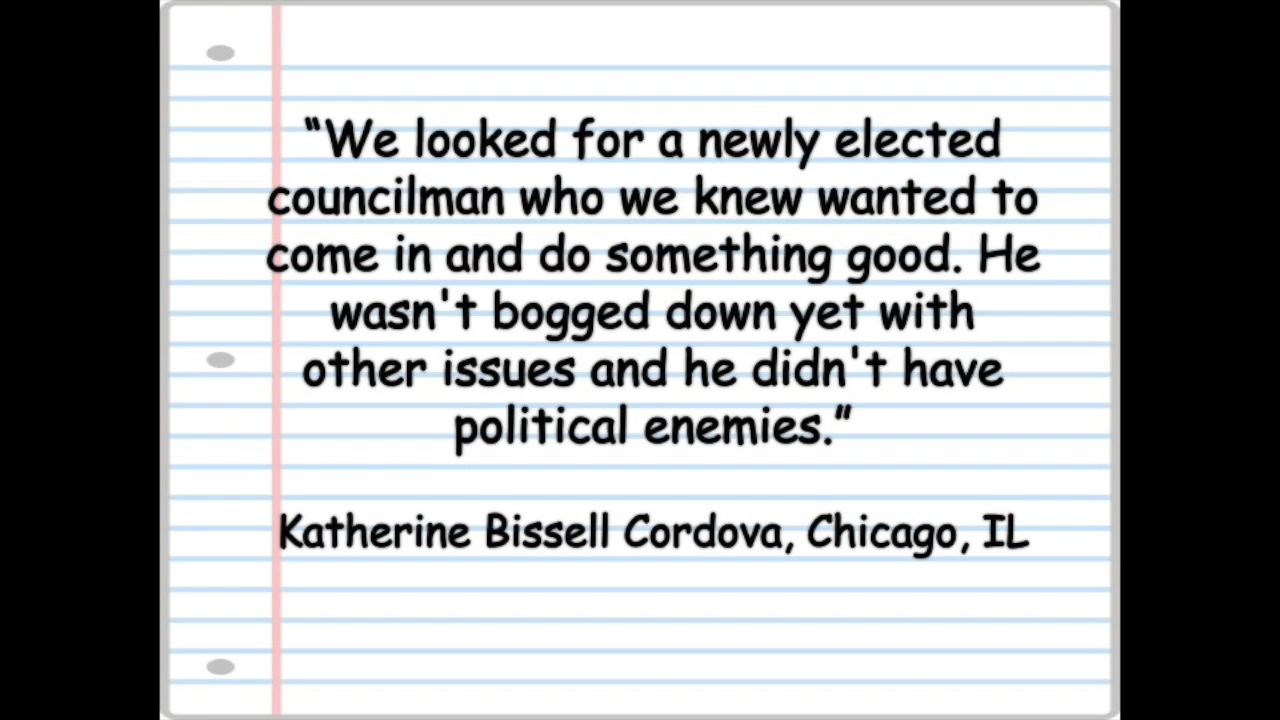 “We looked for a newly elected
councilman who we knew wanted to
come in and do something good. He
wasn't bogged down yet with
other issues and he didn't have
political enemies.”
Katherine Bissell Cordova, Chicago, IL